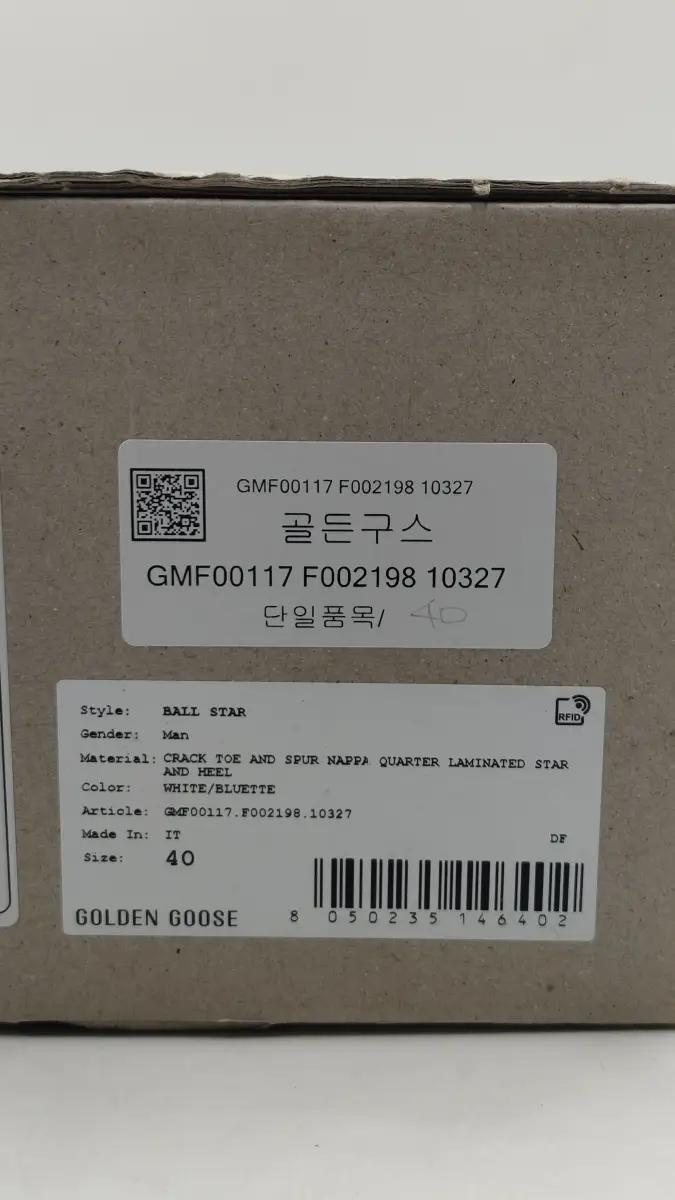 GMF00117 F002198 10327
골든구스
GMF00117 F002198 10327
단일품목/ 40
Style: BALL STAR
RFID
Gender: Man
Material: CRACK TOE AND SPUR NAPPA QUARTER LAMINATED STAR
AND HEEL
Color: WHITE/BLUETTE
Article: GMF00117.F002198.10327
Made In: IT
DF
Size: 40
GOLDEN GOOSE
8 050235 146402